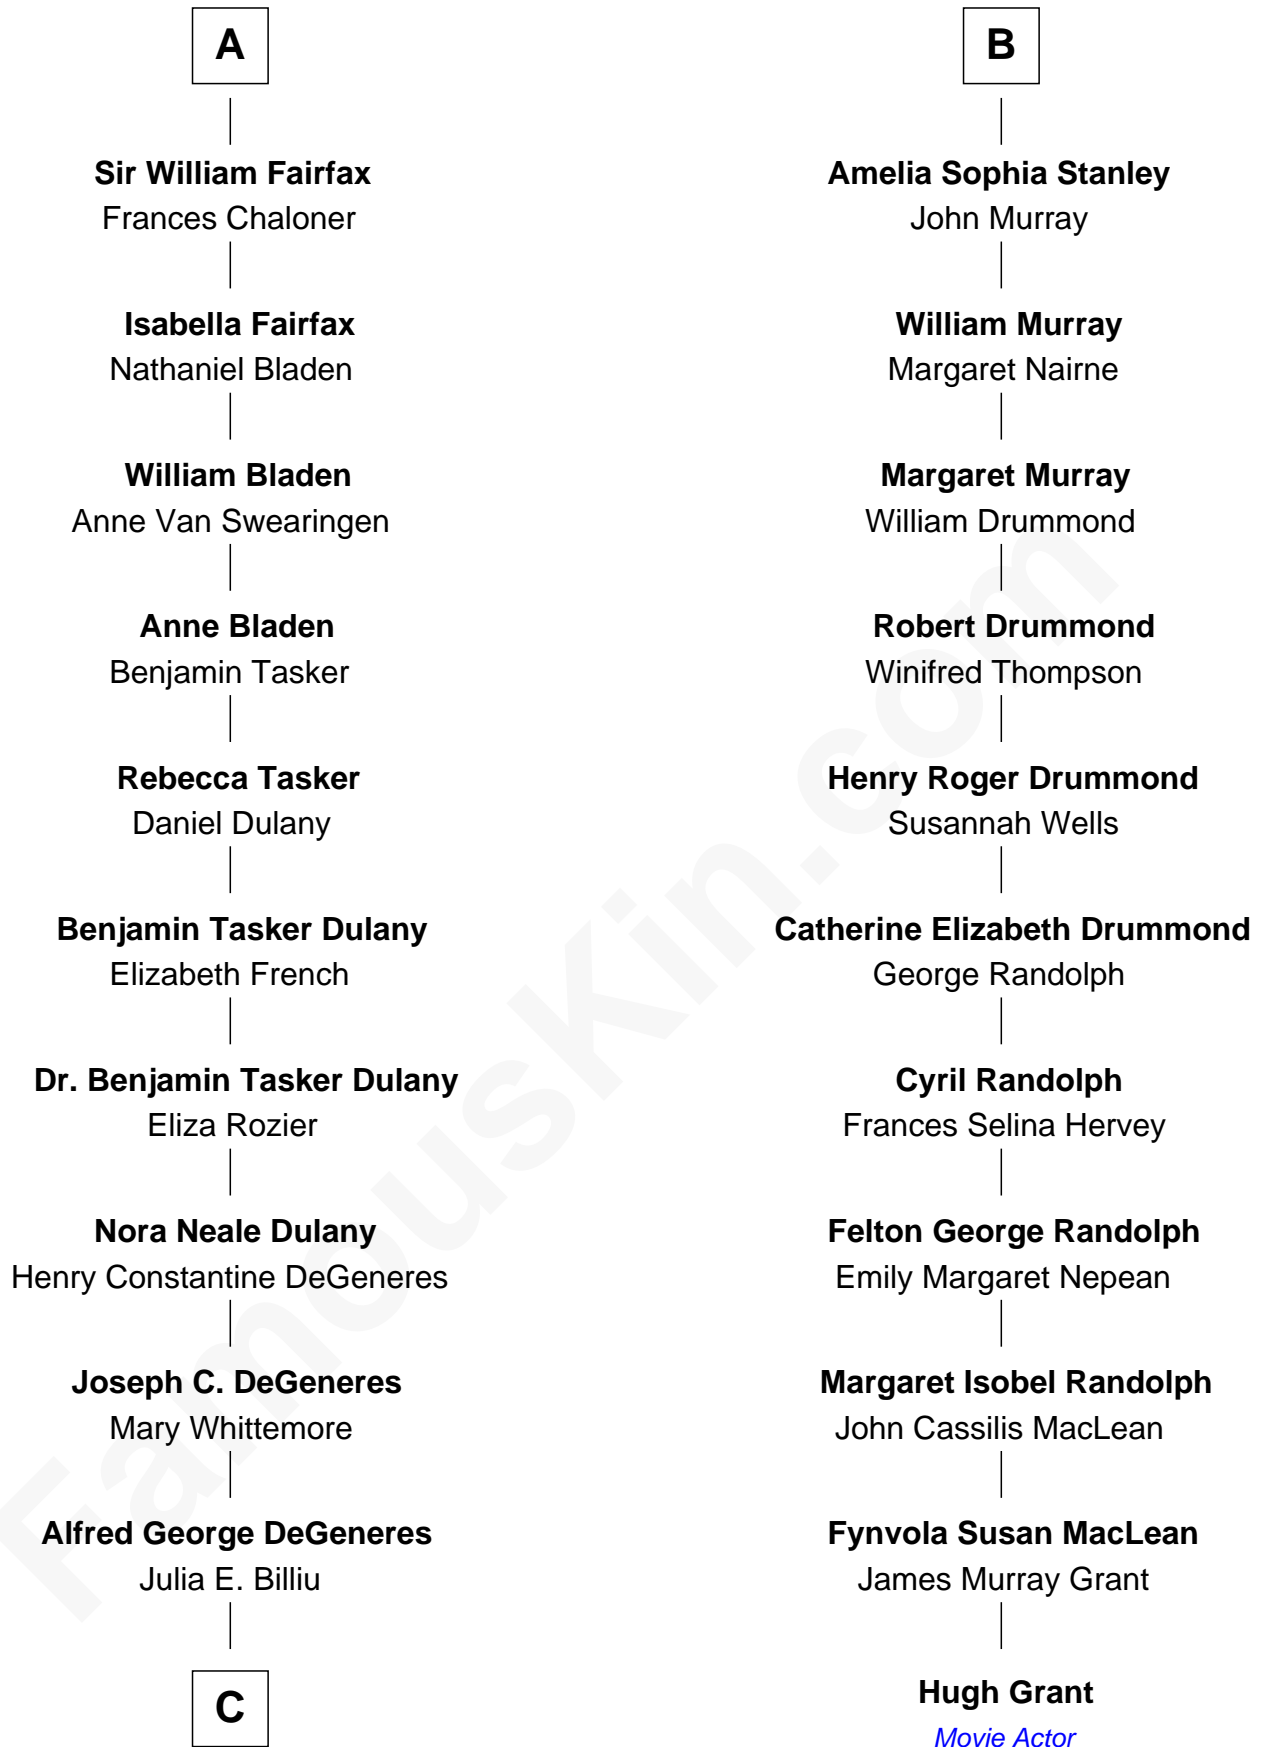 A
Sir William Fairfax
Frances Chaloner
Isabella Fairfax
Nathaniel Bladen
William Bladen
Anne Van Swearingen
Anne Bladen
Benjamin Tasker
Rebecca Tasker
Daniel Dulany
Benjamin Tasker Dulany
Elizabeth French
Dr. Benjamin Tasker Dulany
Eliza Rozier
Nora Neale Dulany
Henry Constantine DeGeneres
Joseph C. DeGeneres
Mary Whittemore
Alfred George DeGeneres
Julia E. Billiu
C
B
Amelia Sophia Stanley
John Murray
William Murray
Margaret Nairne
Margaret Murray
William Drummond
Robert Drummond
Winifred Thompson
Henry Roger Drummond
Susannah Wells
Catherine Elizabeth Drummond
George Randolph
Cyril Randolph
Frances Selina Hervey
Felton George Randolph
Emily Margaret Nepean
Margaret Isobel Randolph
John Cassilis MacLean
Fynvola Susan MacLean
James Murray Grant
Hugh Grant
Movie Actor
FamousKin.com